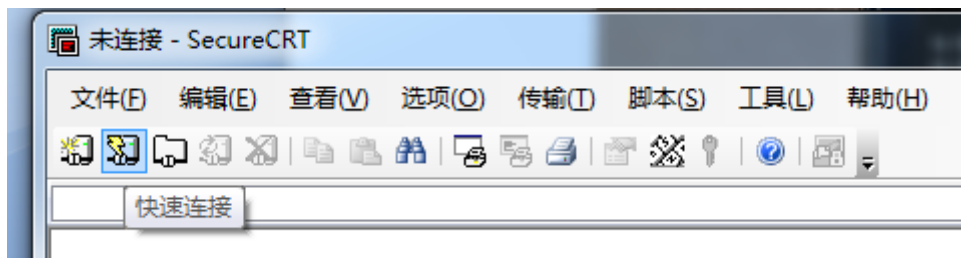 未连接 - SecureCRT
文件(F) 编辑(E) 查看(V) 选项(O) 传输(T) 脚本(S) 工具(L) 帮助(H)
快速连接